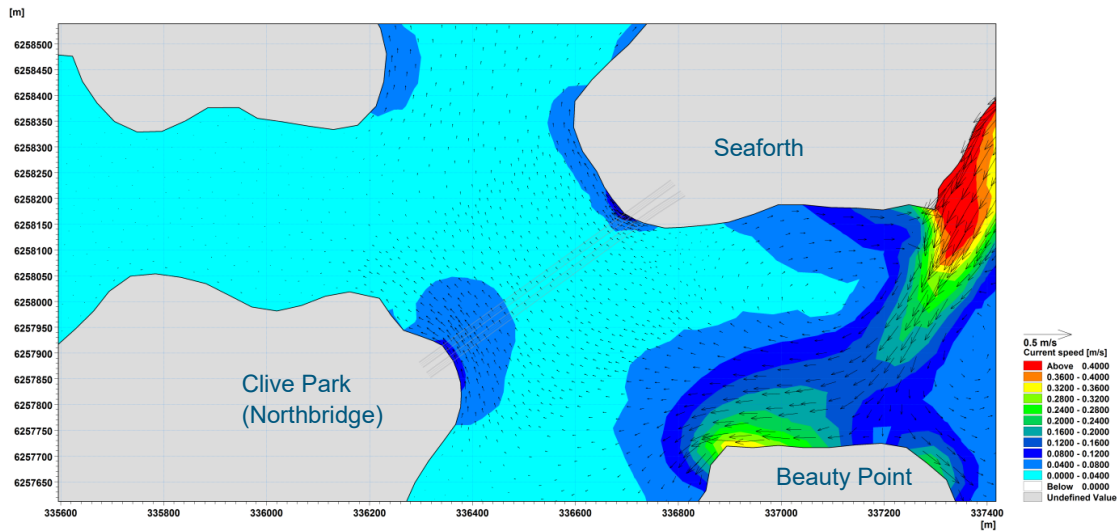 [m]
6258500
6258450
6258400
6258350
6258300
6258250
6258200
6258150
6258100
6258050
6258000
6257950
6257900
6257850
6257800
6257750
6257700
6257650
Seaforth
Clive Park
(Northbridge)
Beauty Point
335600 335800 336000 336200 336400 336600 336800 337000 337200 337400
[m]
0.5 m/s
Current speed [m/s]
Above 0.4000
0.3600 - 0.4000
0.3200 - 0.3600
0.2800 - 0.3200
0.2400 - 0.2800
0.2000 - 0.2400
0.1600 - 0.2000
0.1200 - 0.1600
0.0800 - 0.1200
0.0400 - 0.0800
0.0000 - 0.0400
Below 0.0000
Undefined Value